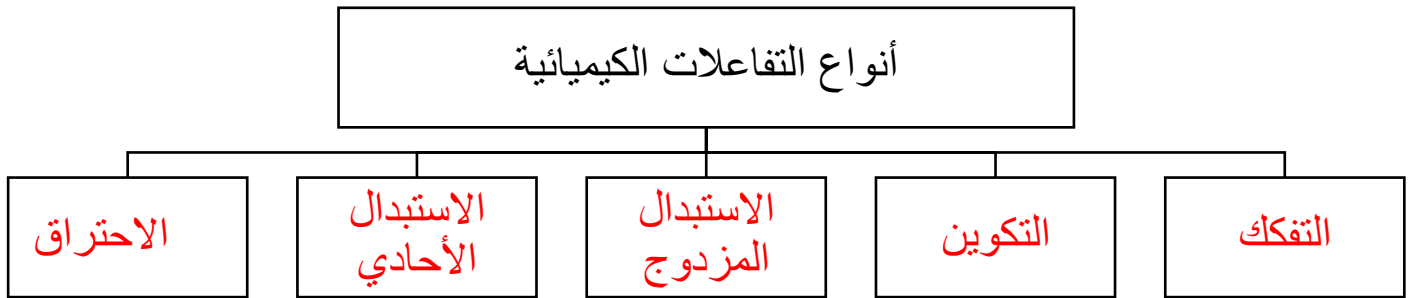 أنواع التفاعلات الكيميائية
التفكك
التكوين
الاستبدال
المزدوج
الاستبدال
الأحادي
الاحتراق